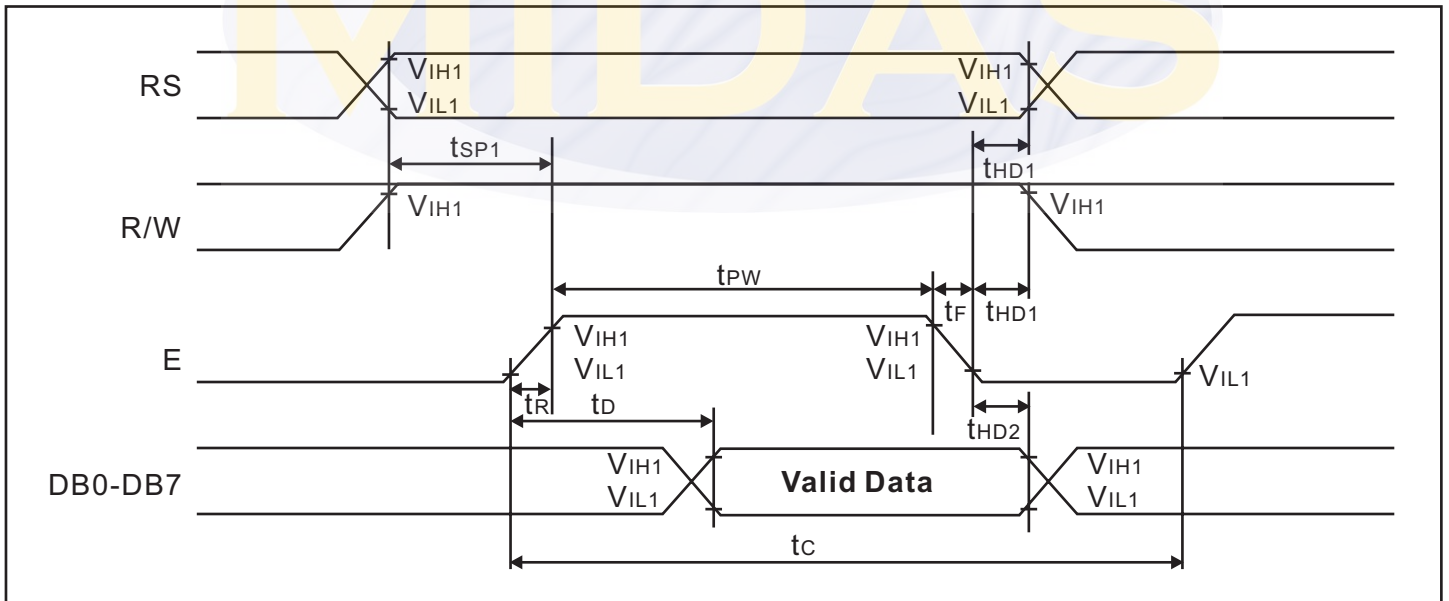 MIDAS
RS
VIH1
VIL1
VIH1
VIL1
tSP1
tHD1
R/W
VIH1
VIH1
tPW
tF
tHD1
E
VIH1
VIL1
VIH1
VIL1
VIL1
tR
tD
tHD2
DB0-DB7
VIH1
VIL1
Valid Data
VIH1
VIL1
tC